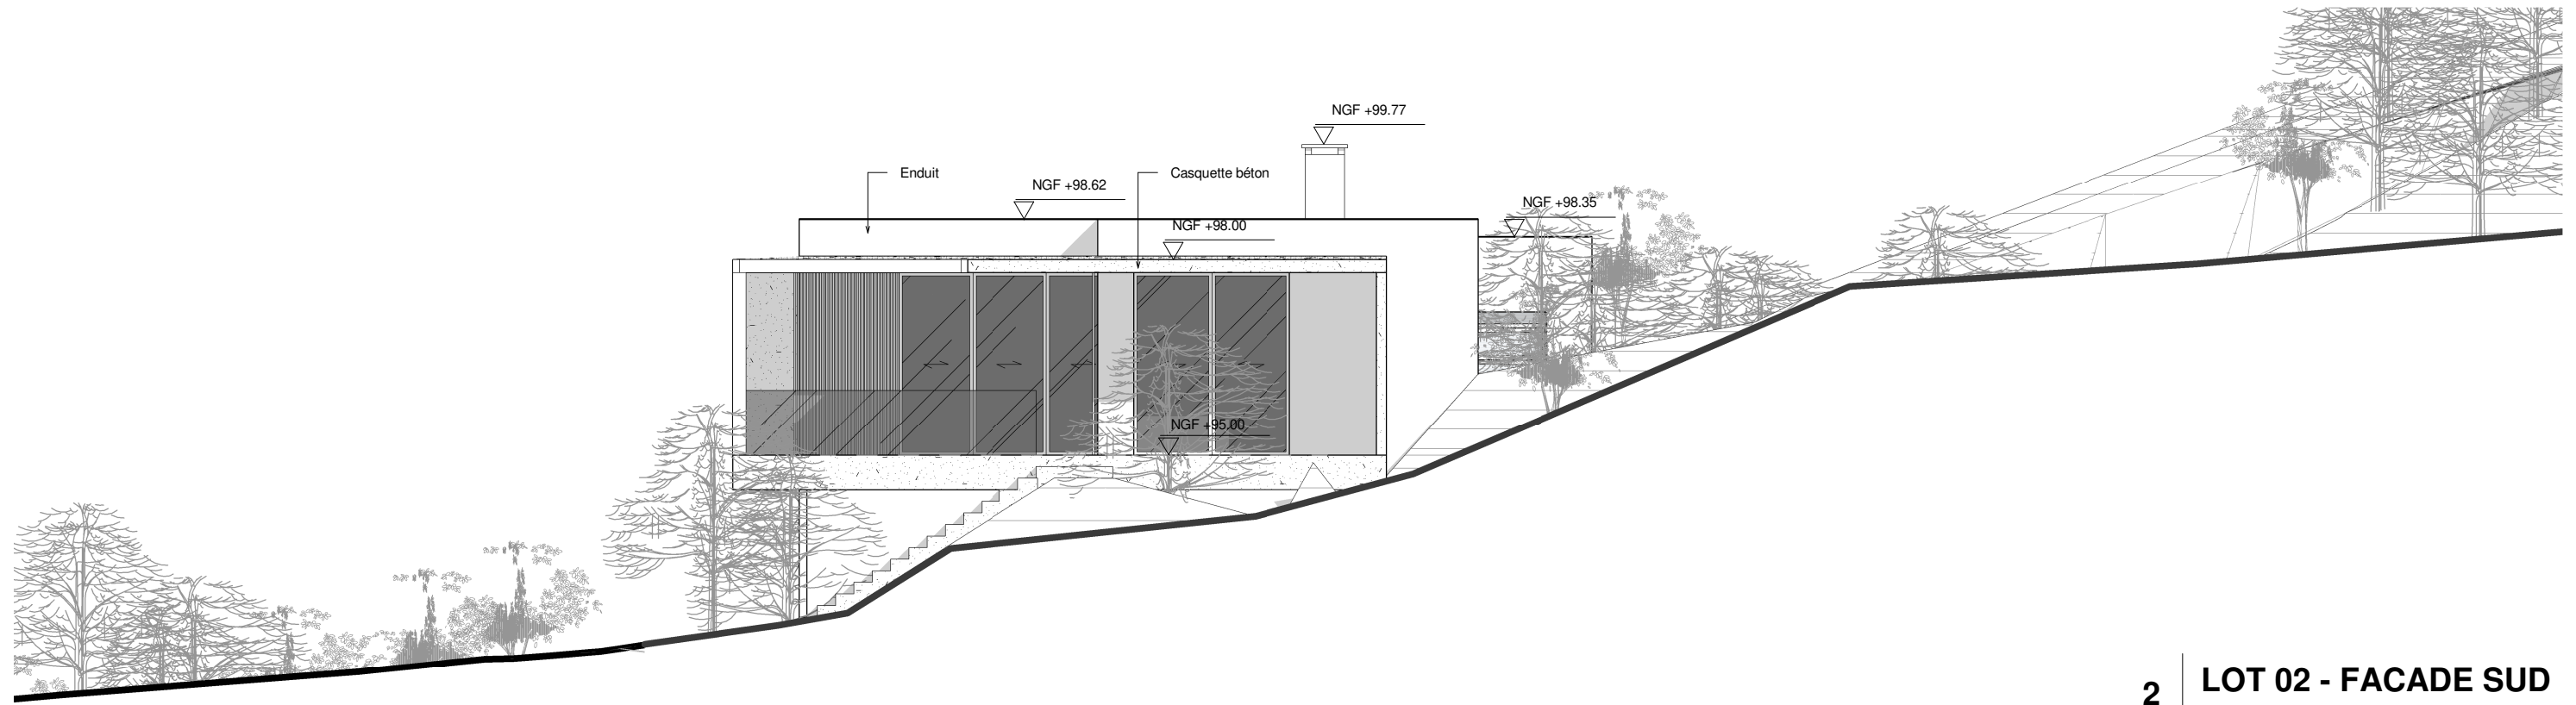 NGF +99.77
Enduit
Casquette béton
NGF +98.62
NGF +98.35
NGF +98.00
NGF +95.00
2
LOT 02 - FACADE SUD